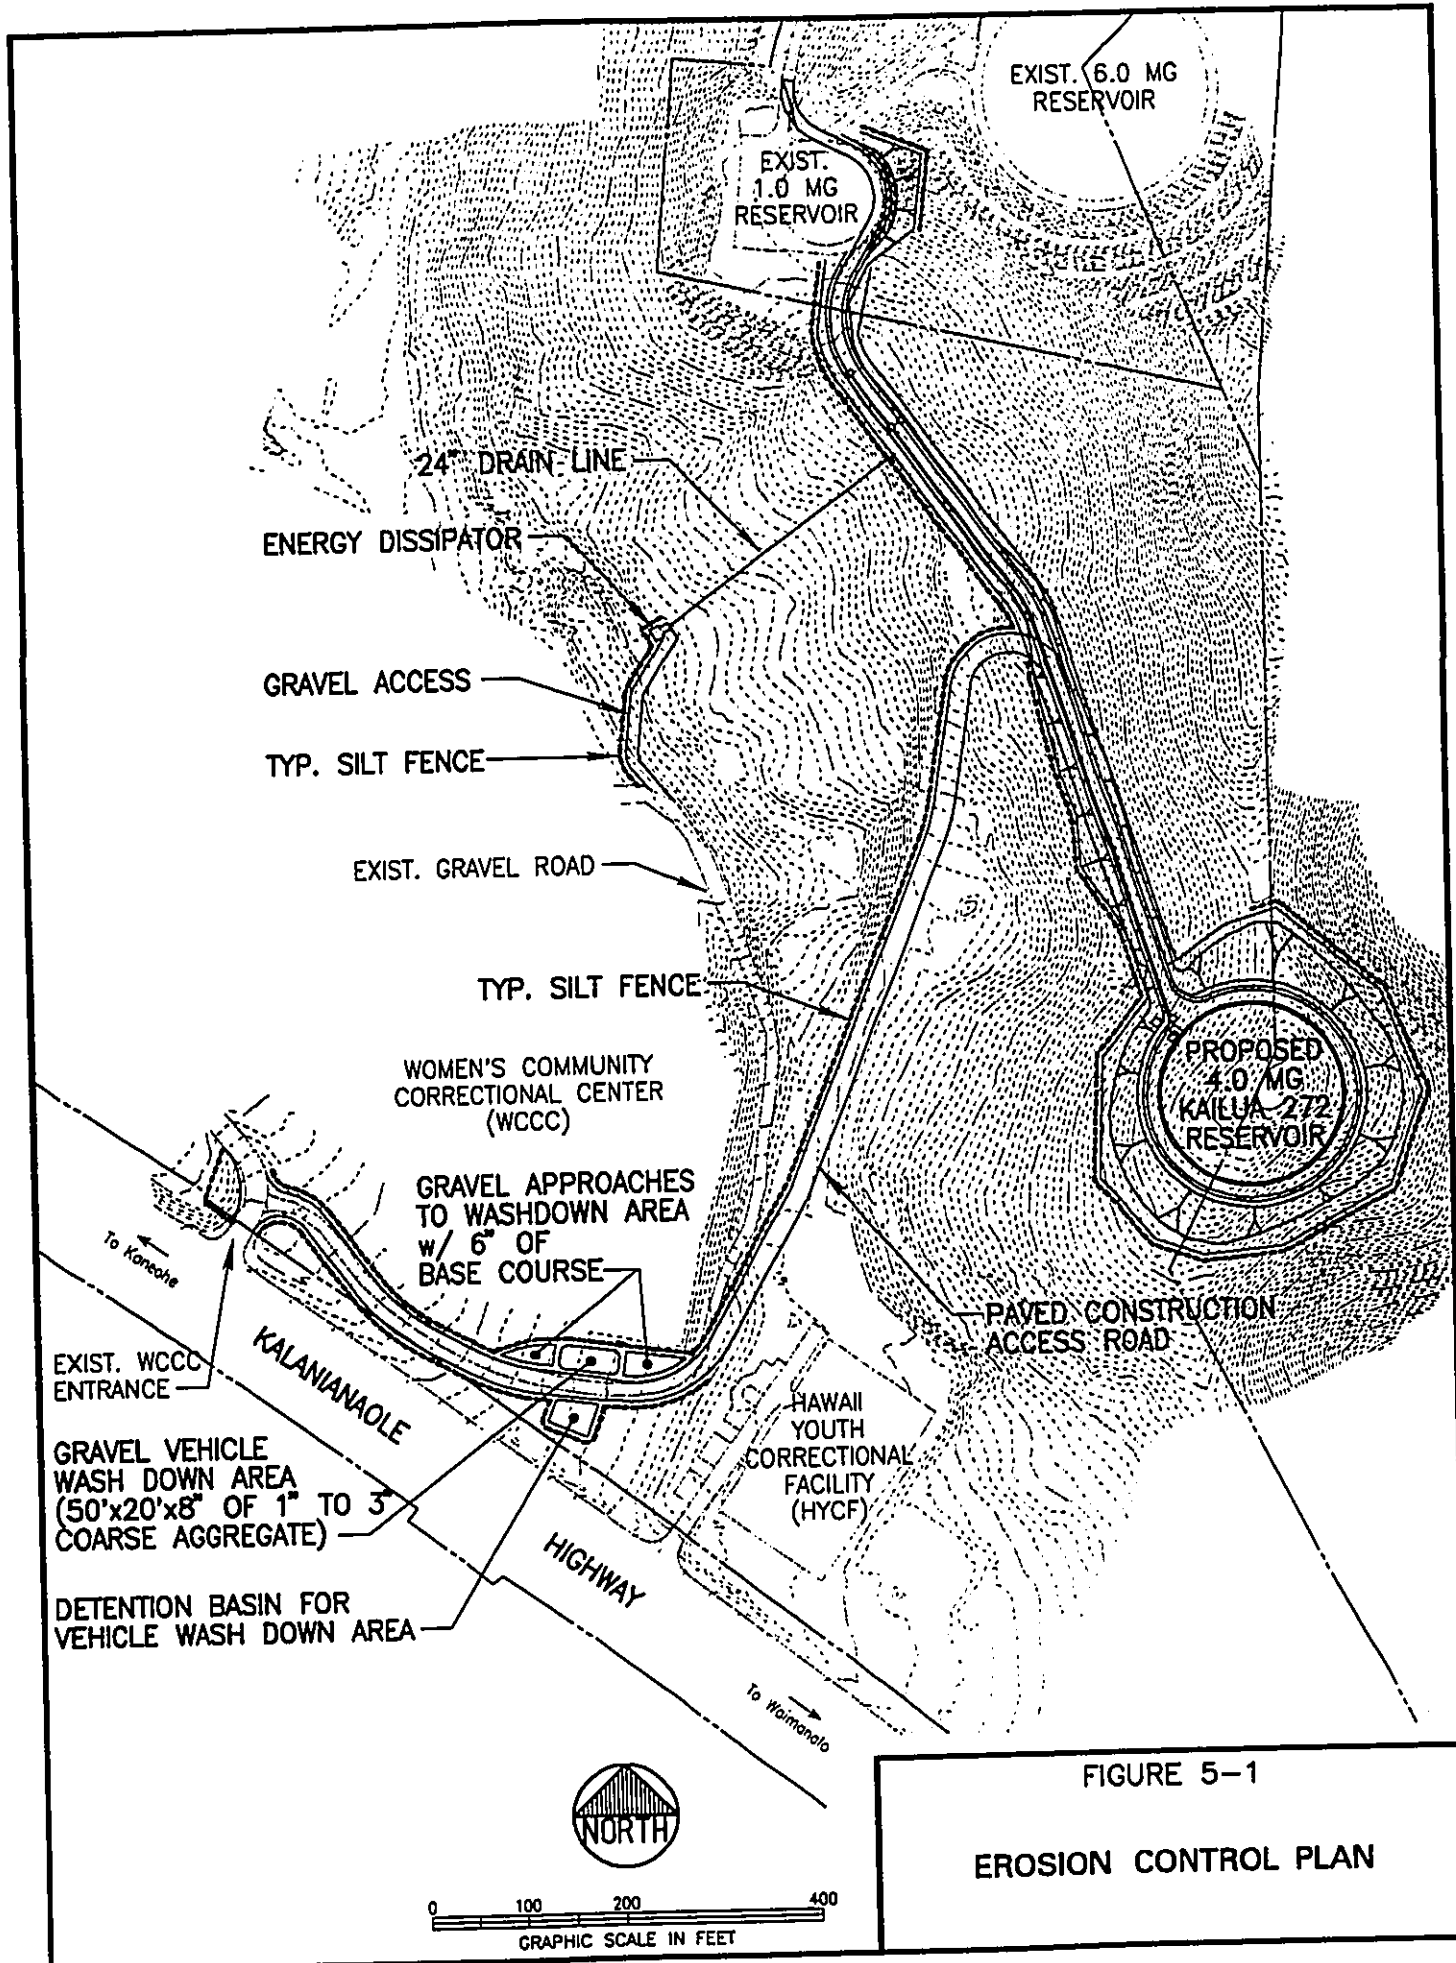 EXIST. 6.0 MG
RESERVOIR
EXIST.
1.0 MG
RESERVOIR
24" DRAIN LINE
ENERGY DISSIPATOR
GRAVEL ACCESS
TYP. SILT FENCE
EXIST. GRAVEL ROAD
TYP. SILT FENCE
WOMEN'S COMMUNITY
CORRECTIONAL CENTER
(WCCC)
PROPOSED
4.0 MG
KAILUA 272
RESERVOIR
GRAVEL APPROACHES
TO WASHDOWN AREA
w/ 6" OF
BASE COURSE
To Kaneohe
PAVED CONSTRUCTION
ACCESS ROAD
EXIST. WCCC
ENTRANCE
KALANIANAOLE
HIGHWAY
HAWAII
YOUTH
CORRECTIONAL
FACILITY
(HYCF)
GRAVEL VEHICLE
WASH DOWN AREA
(50'x20'x8" OF 1" TO 3"
COARSE AGGREGATE)
DETENTION BASIN FOR
VEHICLE WASH DOWN AREA
To Waimanalo
NORTH
0 100 200 400
GRAPHIC SCALE IN FEET
FIGURE 5-1
EROSION CONTROL PLAN